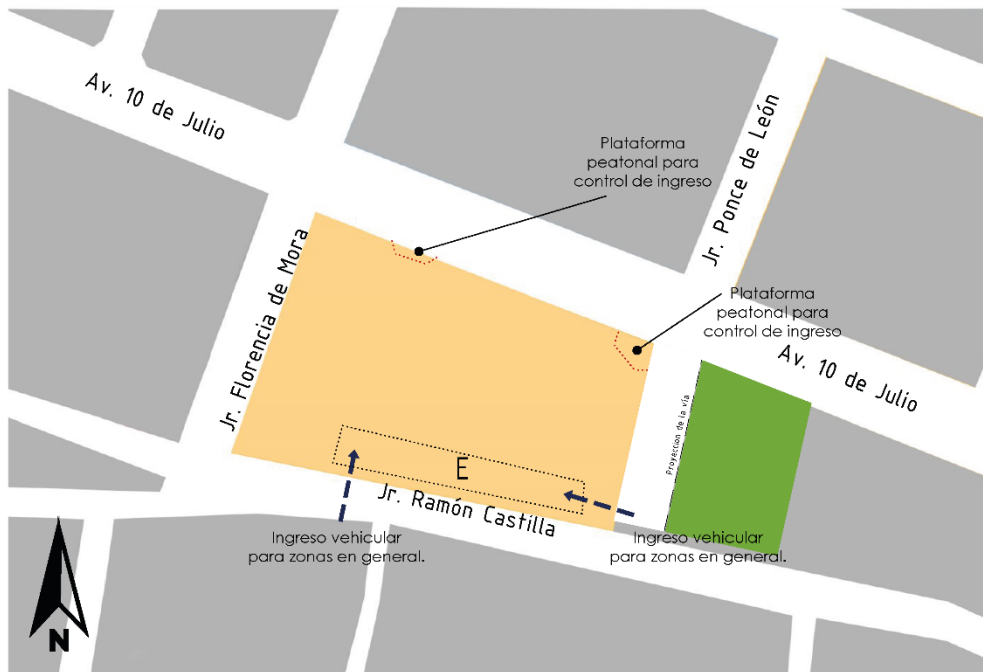 Av. 10 de Julio
Jr. Ponce de León
Plataforma
peatonal para
control de ingreso
Jr. Florencia de Mora
Plataforma
peatonal para
control de ingreso
Av. 10 de Julio
Proyeccion de la vía
E
Jr. Ramón Castilla
Ingreso vehicular
para zonas en general.
Ingreso vehicular
para zonas en general.
N